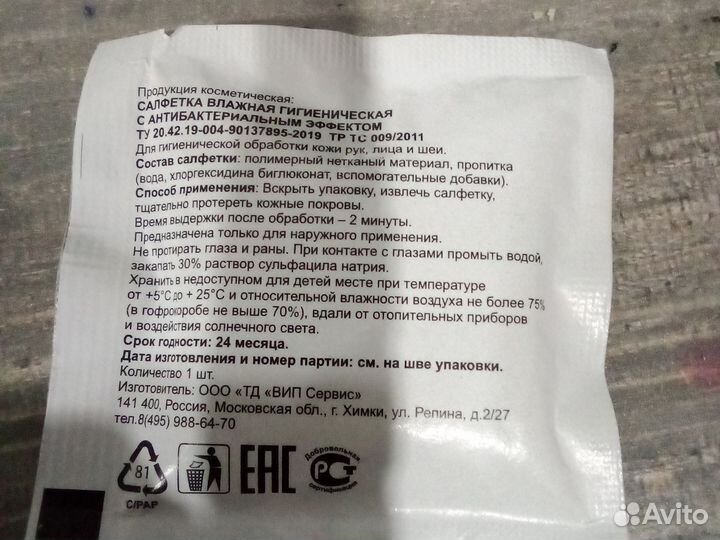 Продукция косметическая:
САЛФЕТКА ВЛАЖНАЯ ГИГИЕНИЧЕСКАЯ
С АНТИБАКТЕРИАЛЬНЫМ ЭФФЕКТОМ
ТУ 20.42.19-004-90137895-2019 ТР ТС 009/2011
Для гигиенической обработки кожи рук, лица и шеи.
Состав салфетки: полимерный нетканый материал, пропитка
(вода, хлоргексидина биглюконат, вспомогательные добавки).
Способ применения: Вскрыть упаковку, извлечь салфетку,
тщательно протереть кожные покровы.
Время выдержки после обработки – 2 минуты.
Предназначена только для наружного применения.
Не протирать глаза и раны. При контакте с глазами промыть водой,
закапать 30% раствор сульфацила натрия.
Хранить в недоступном для детей месте при температуре
от +5°С до + 25°С и относительной влажности воздуха не более 75%
(в гофрокоробе не выше 70%), вдали от отопительных приборов
и воздействия солнечного света.
Срок годности: 24 месяца.
Дата изготовления и номер партии: см. на шве упаковки.
Количество 1 шт.
Изготовитель: ООО «ТД «ВИП Сервис»
141 400, Россия, Московская обл., г. Химки, ул. Репина, д.2/27
тел.8(495) 988-64-70
81
C/PAP
EAC
Добровольная
РСТ
сертификация
Avito